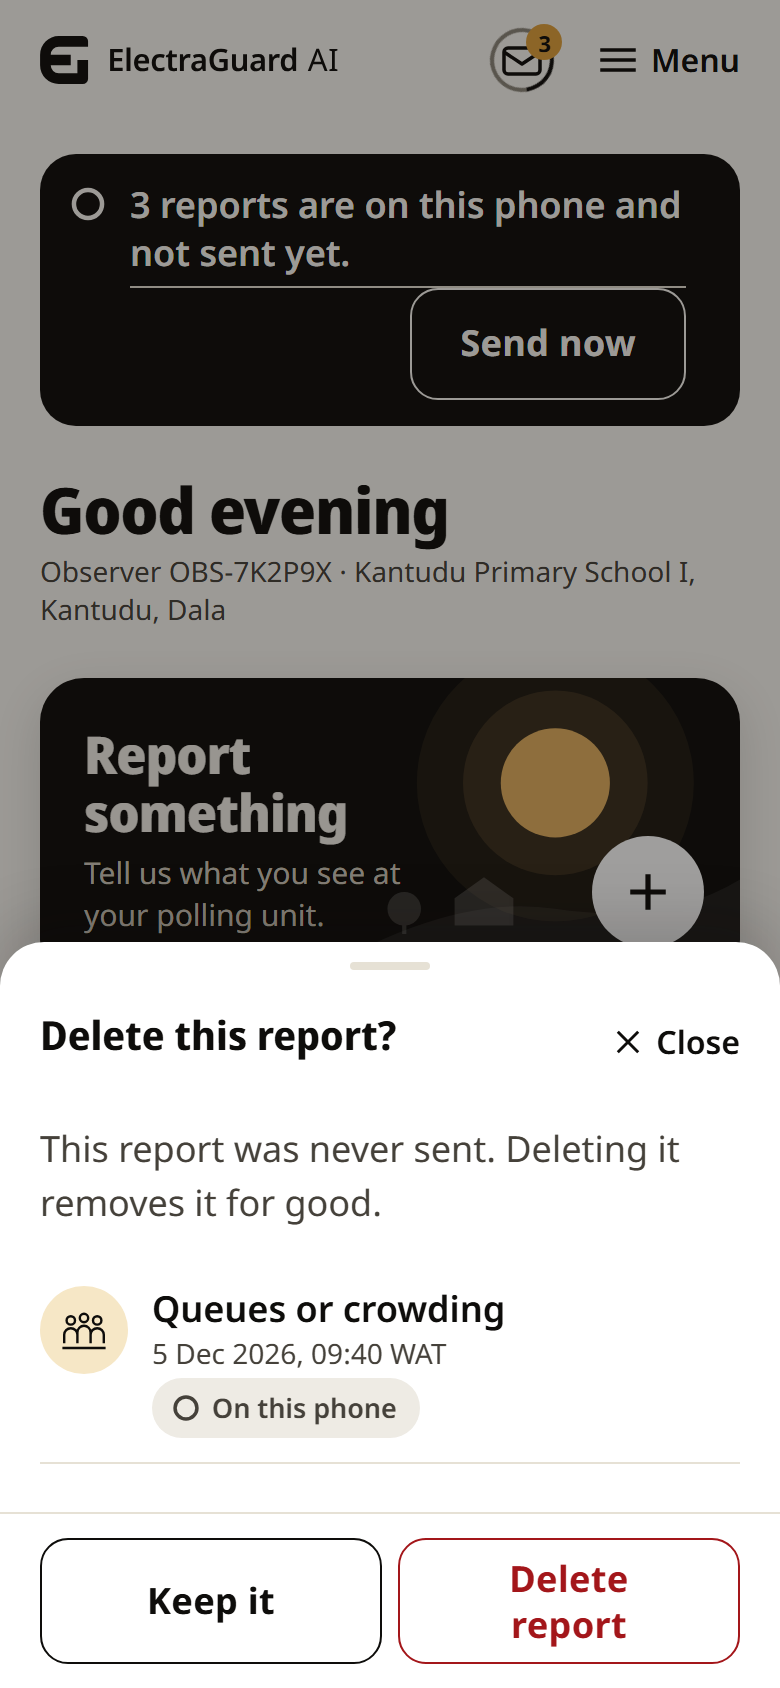 ElectraGuard AI
3
Menu
3 reports are on this phone and
not sent yet.
Send now
Good evening
Observer OBS-7K2P9X · Kantudu Primary School I,
Kantudu, Dala
Report
something
Tell us what you see at
your polling unit.
Delete this report?
Close
This report was never sent. Deleting it
removes it for good.
Queues or crowding
5 Dec 2026, 09:40 WAT
On this phone
Keep it
Delete
report